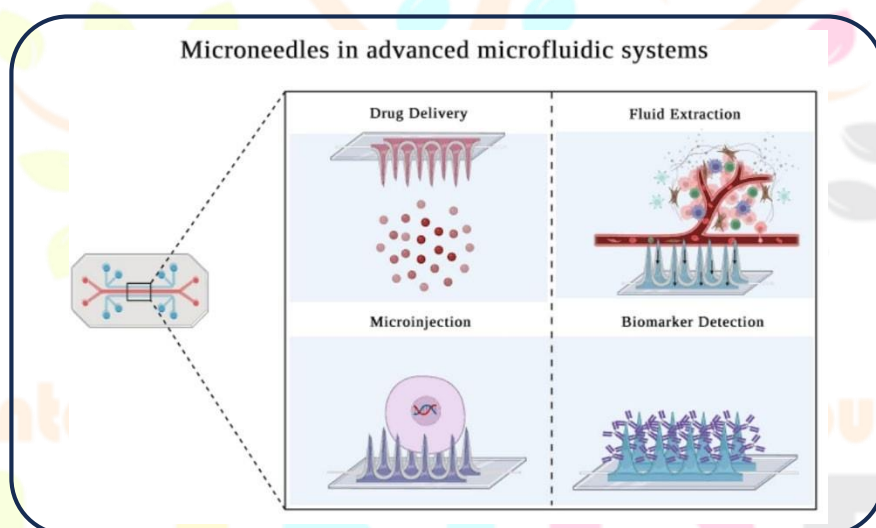 Microneedles in advanced microfluidic systems
Drug Delivery
Fluid Extraction
Microinjection
Biomarker Detection